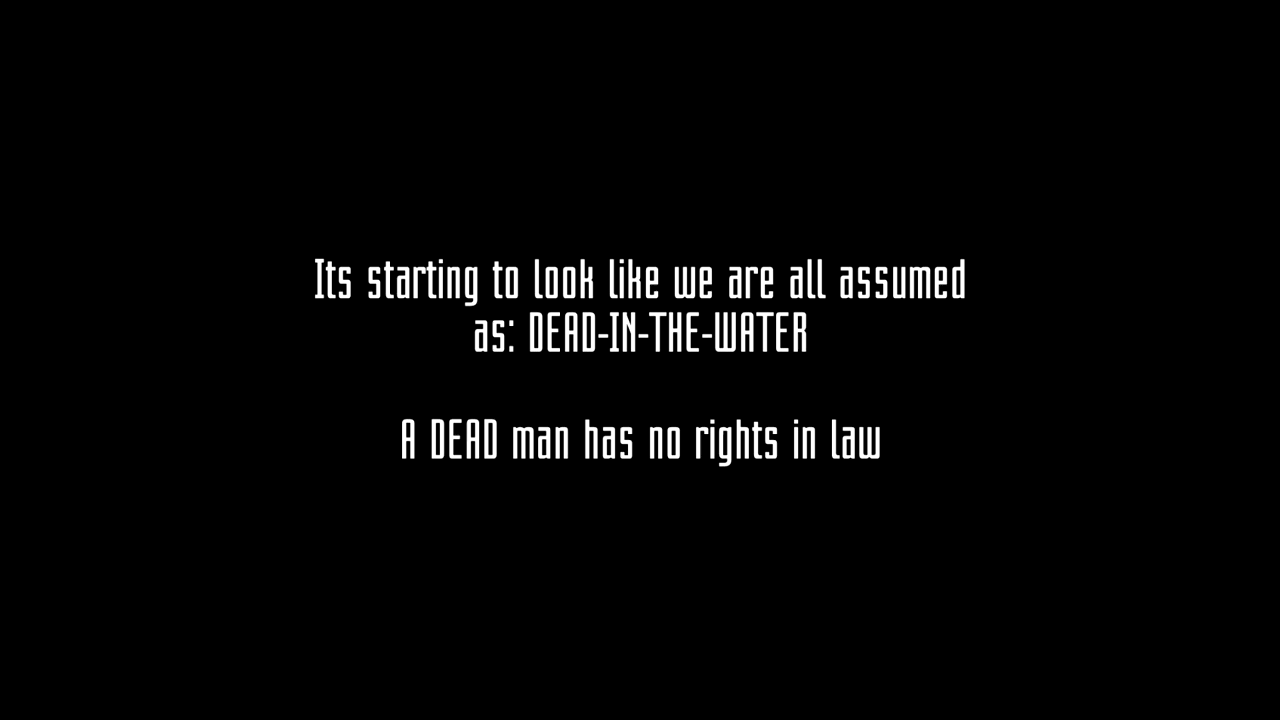 Its starting to look like we are all assumed
as: DEAD-IN-THE-WATER
A DEAD man has no rights in law